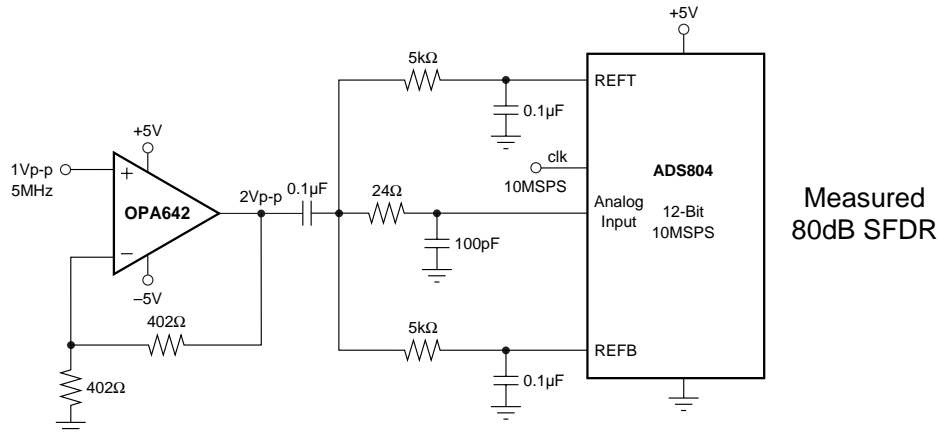 +5V
5kΩ
REFT
0.1µF
+5V
clk
1Vp-p
5MHz
+
OPA642
–
–5V
2Vp-p
0.1µF
24Ω
10MSPS
ADS804
Analog
Input
12-Bit
10MSPS
Measured
80dB SFDR
100pF
402Ω
5kΩ
REFB
0.1µF
402Ω